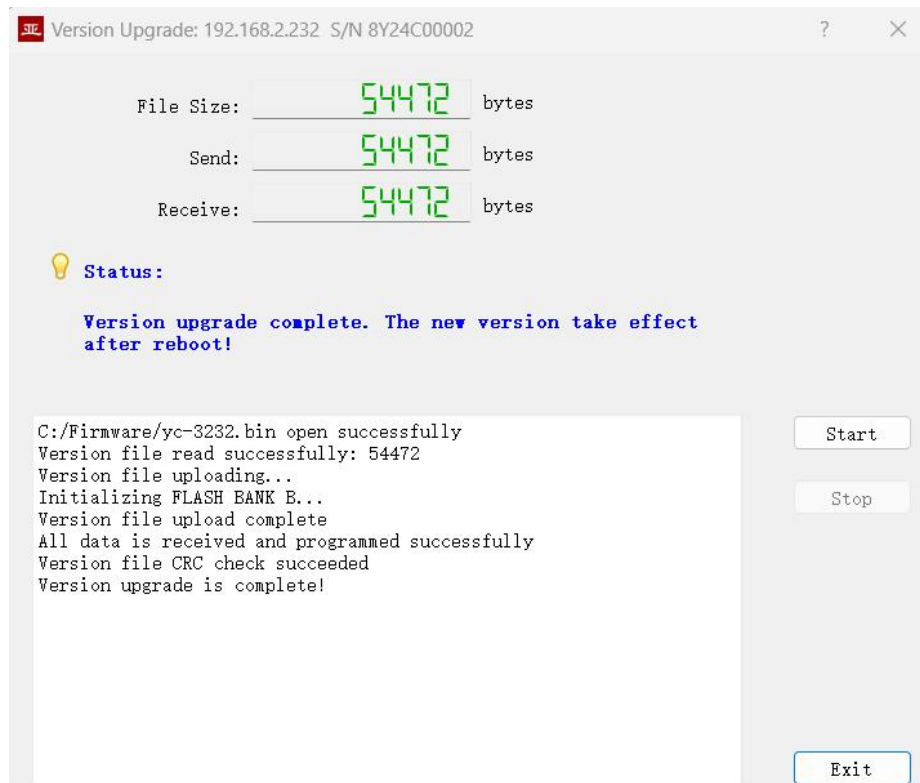 Version Upgrade: 192.168.2.232 S/N 8Y24C00002 ? ×
File Size: 54472 bytes
Send: 54472 bytes
Receive: 54472 bytes
Status:
Version upgrade complete. The new version take effect
after reboot!
C:/Firmware/yc-3232.bin open successfully
Version file read successfully: 54472
Version file uploading...
Initializing FLASH BANK B...
Version file upload complete
All data is received and programmed successfully
Version file CRC check succeeded
Version upgrade is complete!
Start
Stop
Exit